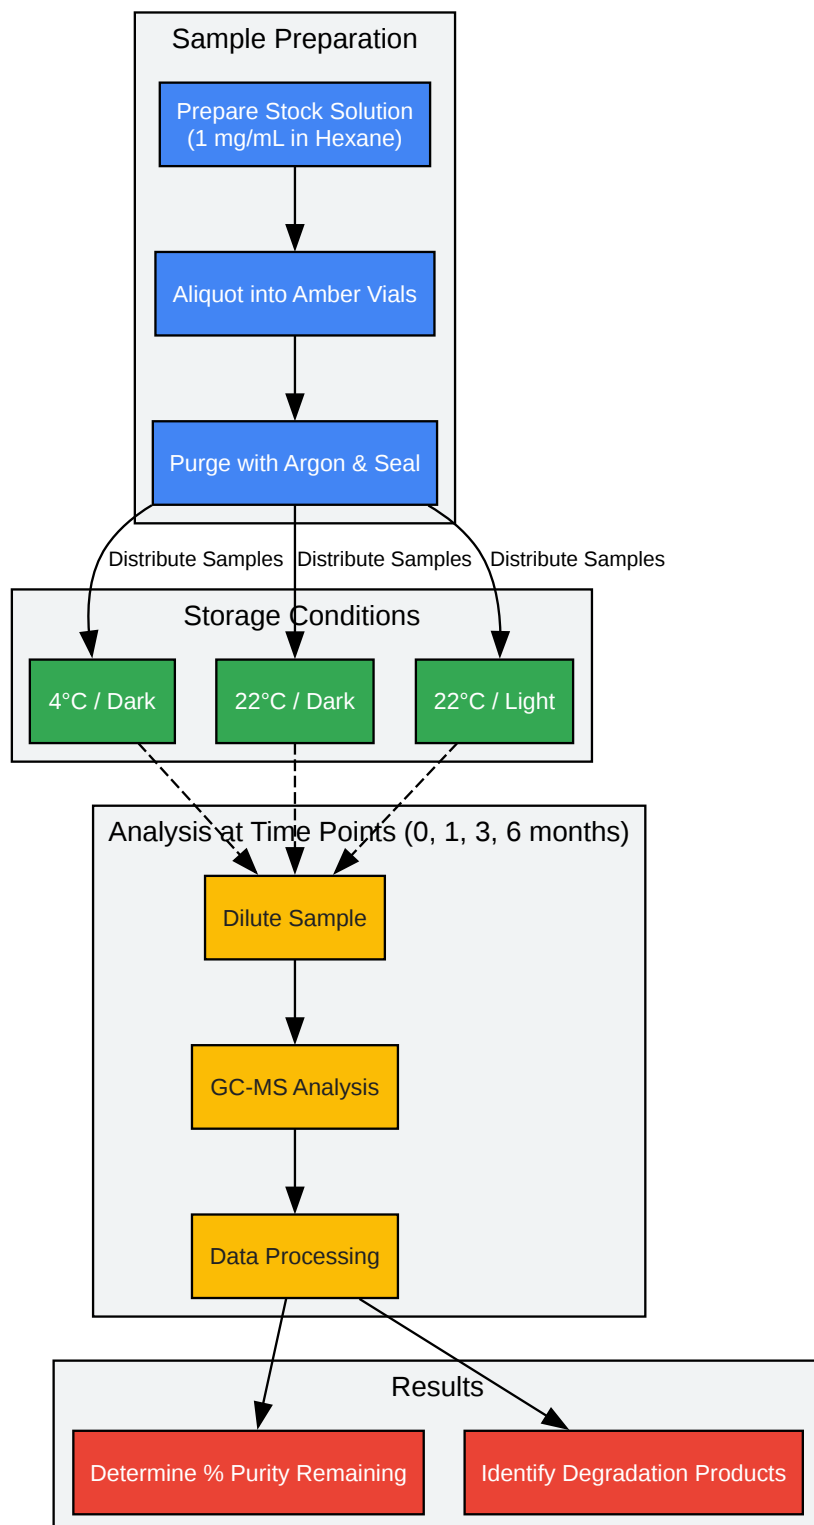 Sample Preparation
Prepare Stock Solution
(1 mg/mL in Hexane)
Aliquot into Amber Vials
Purge with Argon & Seal
Distribute Samples
Distribute Samples
Distribute Samples
Storage Conditions
4°C / Dark
22°C / Dark
22°C / Light
Analysis at Time Points (0, 1, 3, 6 months)
Dilute Sample
GC-MS Analysis
Data Processing
Results
Determine % Purity Remaining
Identify Degradation Products